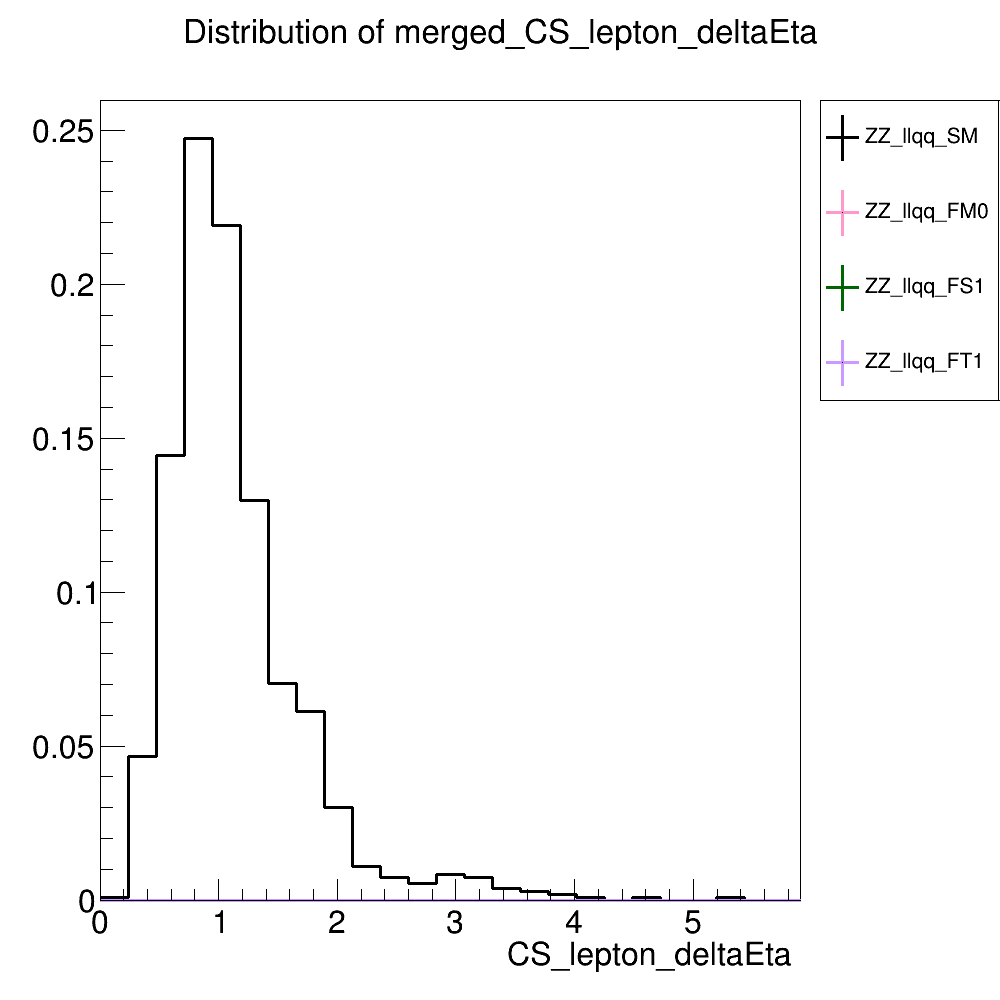 Distribution of merged_CS_lepton_deltaEta
0.25
0.2
0.15
0.1
0.05
0
0 1 2 3 4 5
CS_lepton_deltaEta
ZZ_llqq_SM
ZZ_llqq_FM0
ZZ_llqq_FS1
ZZ_llqq_FT1